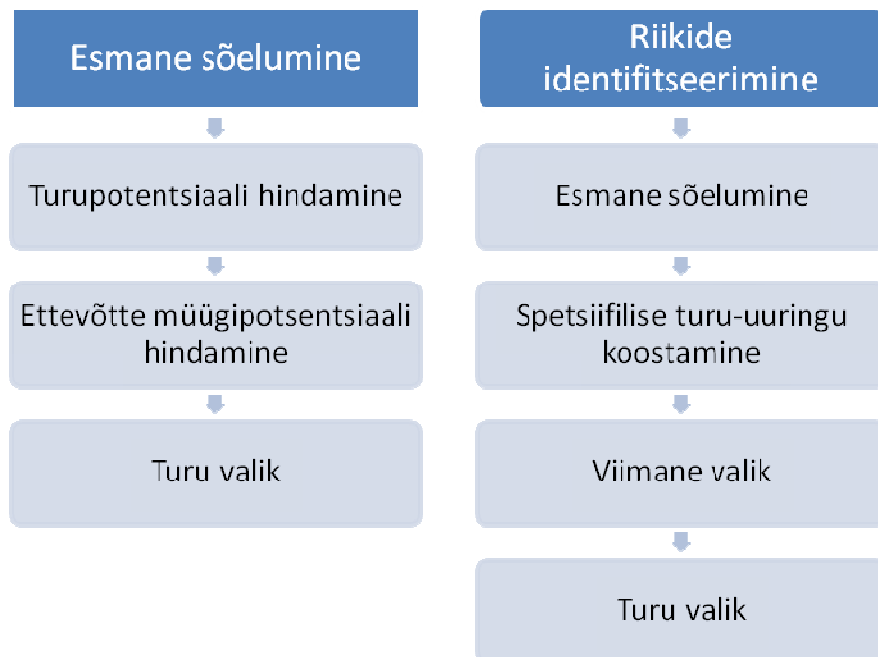 Esmane sõelumine
Turupotentsiaali hindamine
Ettevõtte müügipotsentsiaali
hindamine
Turu valik
Riikide
identifitseerimine
Esmane sõelumine
Spetsiifilise turu-uuringu
koostamine
Viimane valik
Turu valik